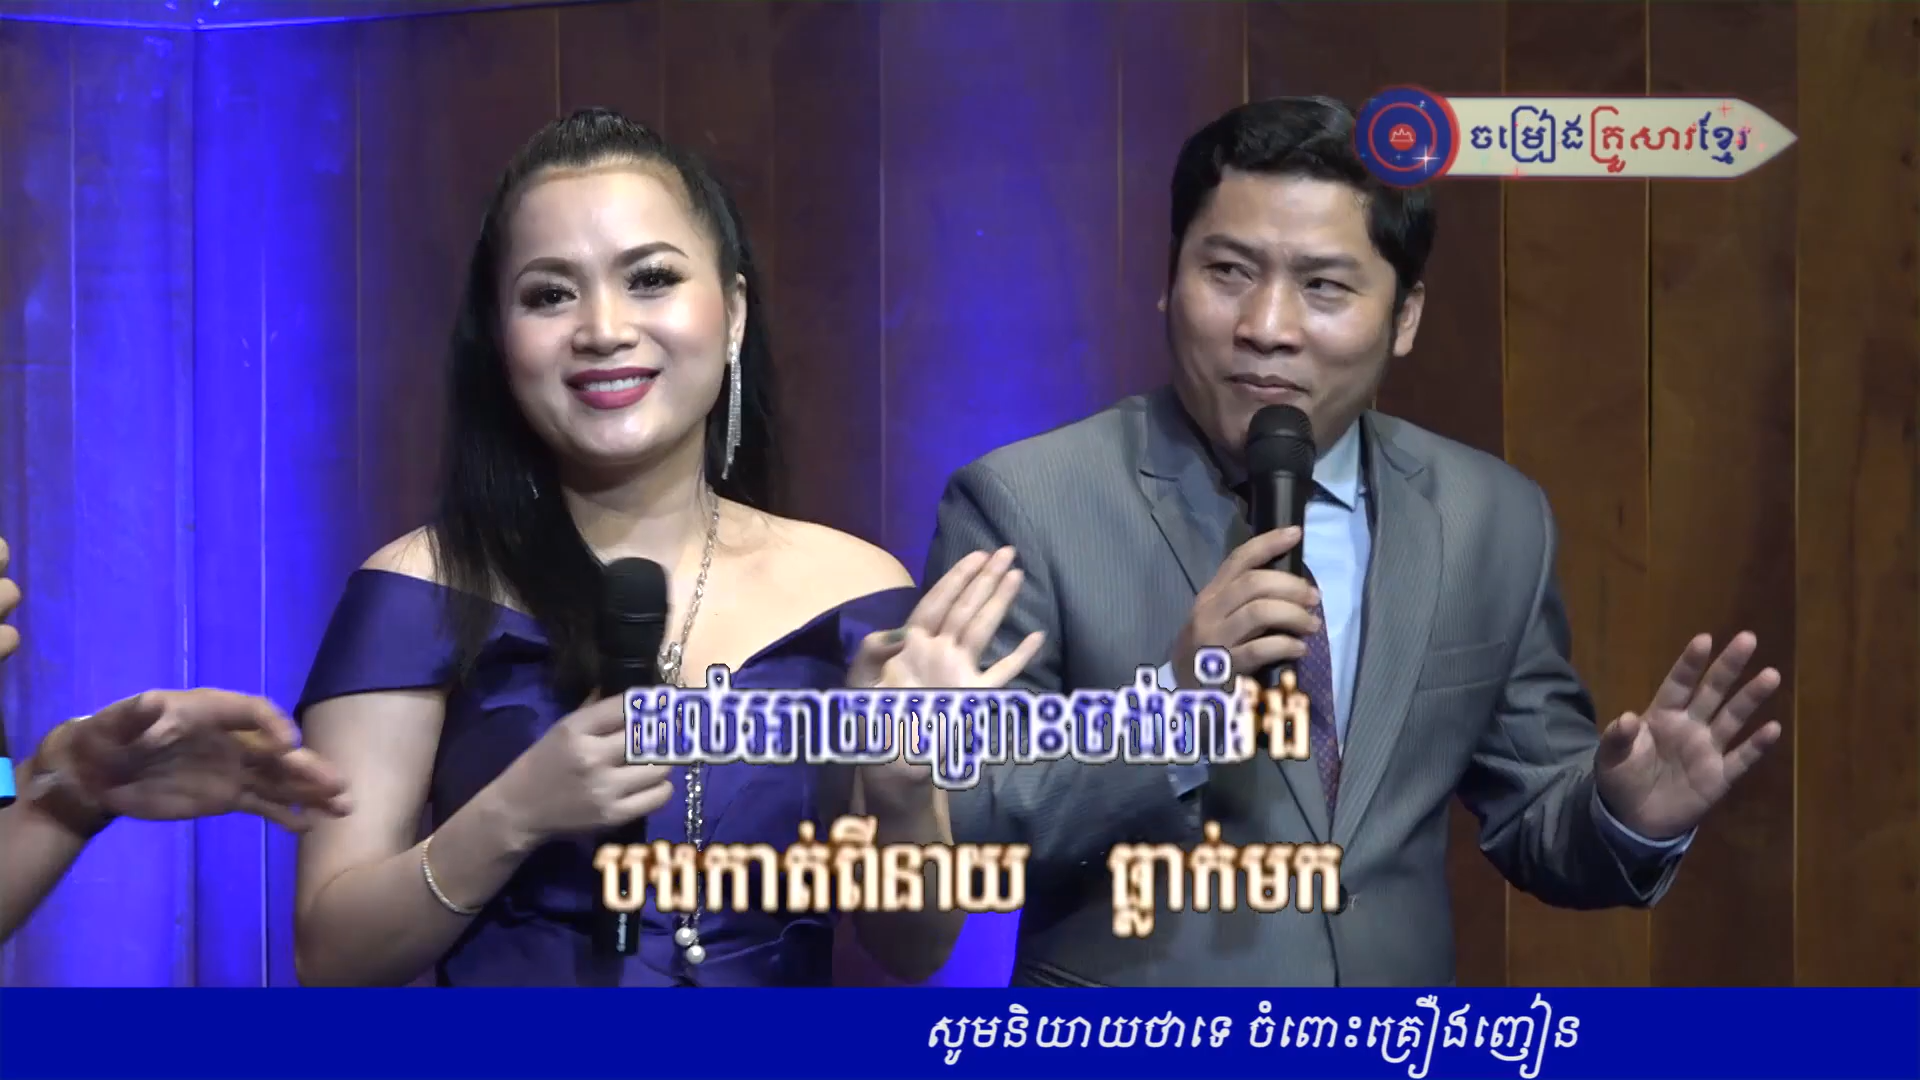 ចម្រៀងគ្រួសារខ្មែរ
ដល់អាយព្រោះចង់រាំវង់
បងកាត់ពីនាយ ធ្លាក់មក
សូមនិយាយថាទេ ចំពោះគ្រឿងញៀន